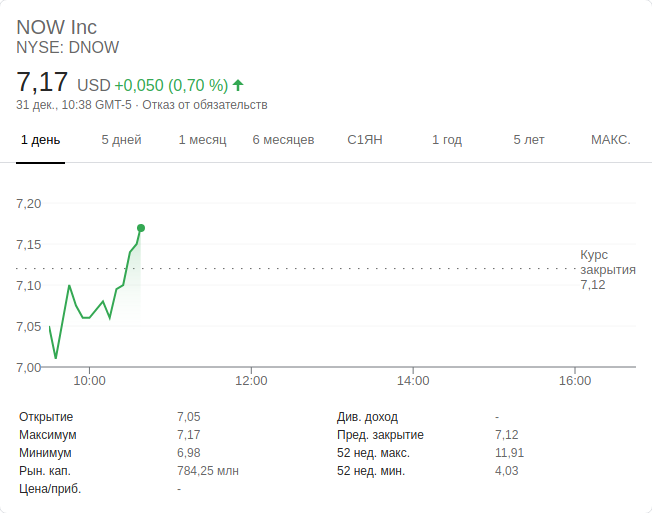 NOW Inc
NYSE: DNOW
7,17 USD +0,050 (0,70 %)
31 дек., 10:38 GMT-5 · Отказ от обязательств
1 день 5 дней 1 месяц 6 месяцев С1ЯН 1 год 5 лет МАКС.
7,20
7,15
7,10
7,05
7,00
Курс
закрытия
7,12
10:00 12:00 14:00 16:00
Открытие 7,05
Максимум 7,17
Минимум 6,98
Рын. кап. 784,25 млн
Цена/приб. -
Див. доход -
Пред. закрытие 7,12
52 нед. макс. 11,91
52 нед. мин. 4,03